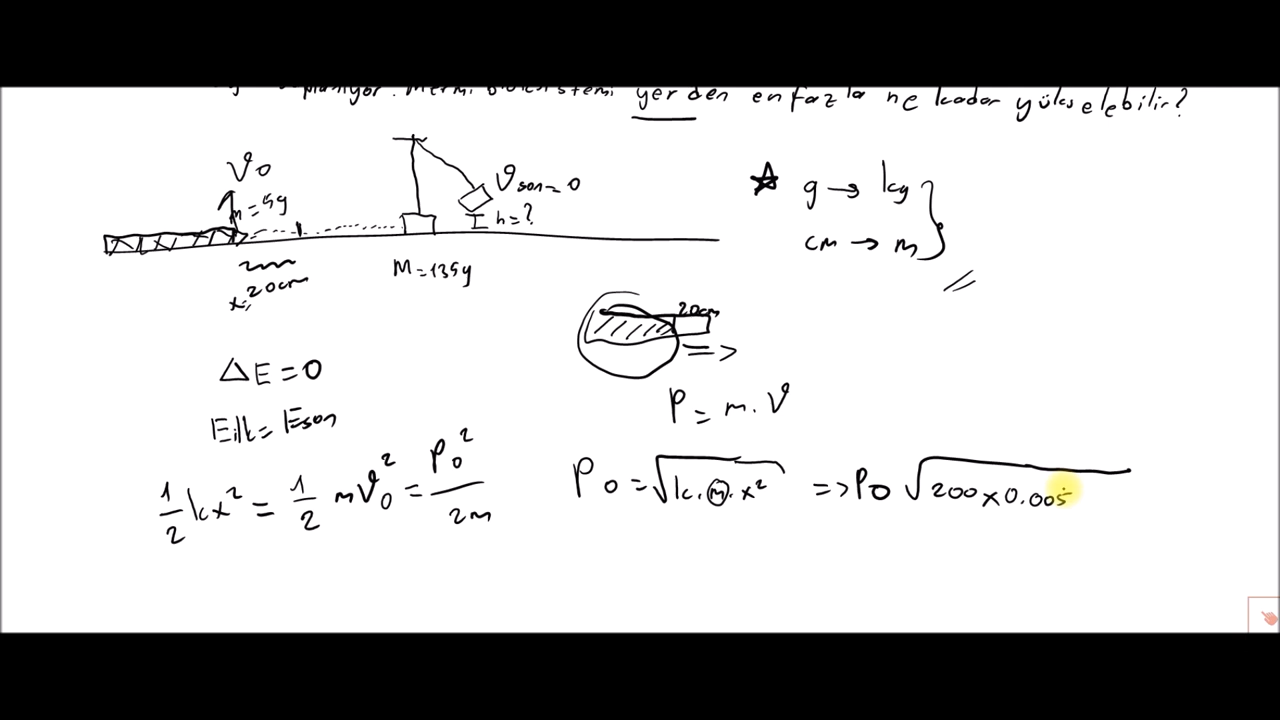 yerden en fazla ne kadar yükselebilir?
V0
m=5g
x=20cm
M=135g
Vson=0
h=?
g → kg
cm → m
20cm
=>
ΔE=0
Eilk=Eson
P=m.V
1/2 kx² = 1/2 mV0² = P0²/2m
P0=√k.m.x² => P0 √200x0.005